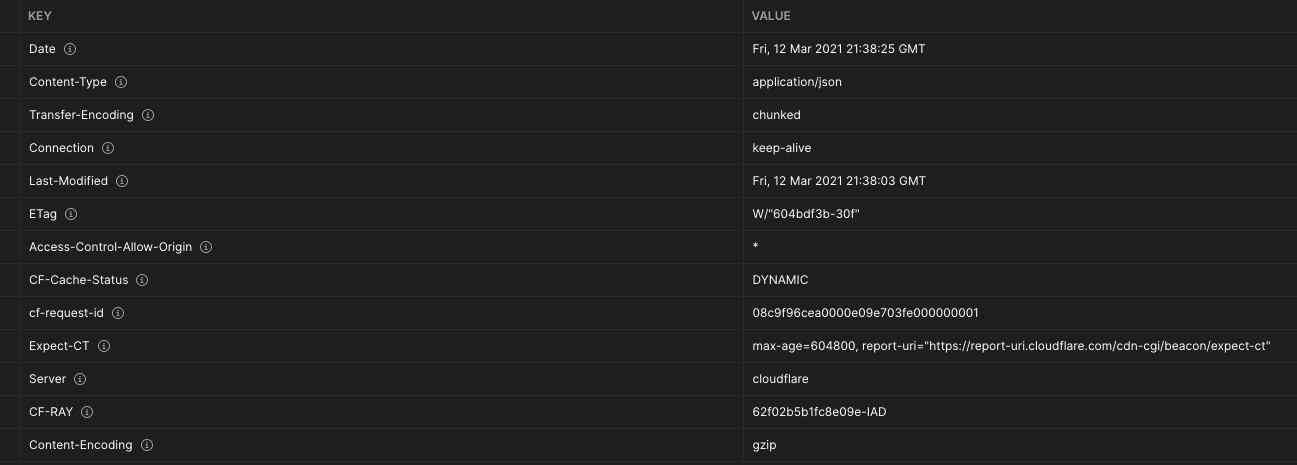 KEY VALUE
Date Fri, 12 Mar 2021 21:38:25 GMT
Content-Type application/json
Transfer-Encoding chunked
Connection keep-alive
Last-Modified Fri, 12 Mar 2021 21:38:03 GMT
ETag W/"604bdf3b-30f"
Access-Control-Allow-Origin *
CF-Cache-Status DYNAMIC
cf-request-id 08c9f96cea0000e09e703fe000000001
Expect-CT max-age=604800, report-uri="https://report-uri.cloudflare.com/cdn-cgi/beacon/expect-ct"
Server cloudflare
CF-RAY 62f02b5b1fc8e09e-IAD
Content-Encoding gzip